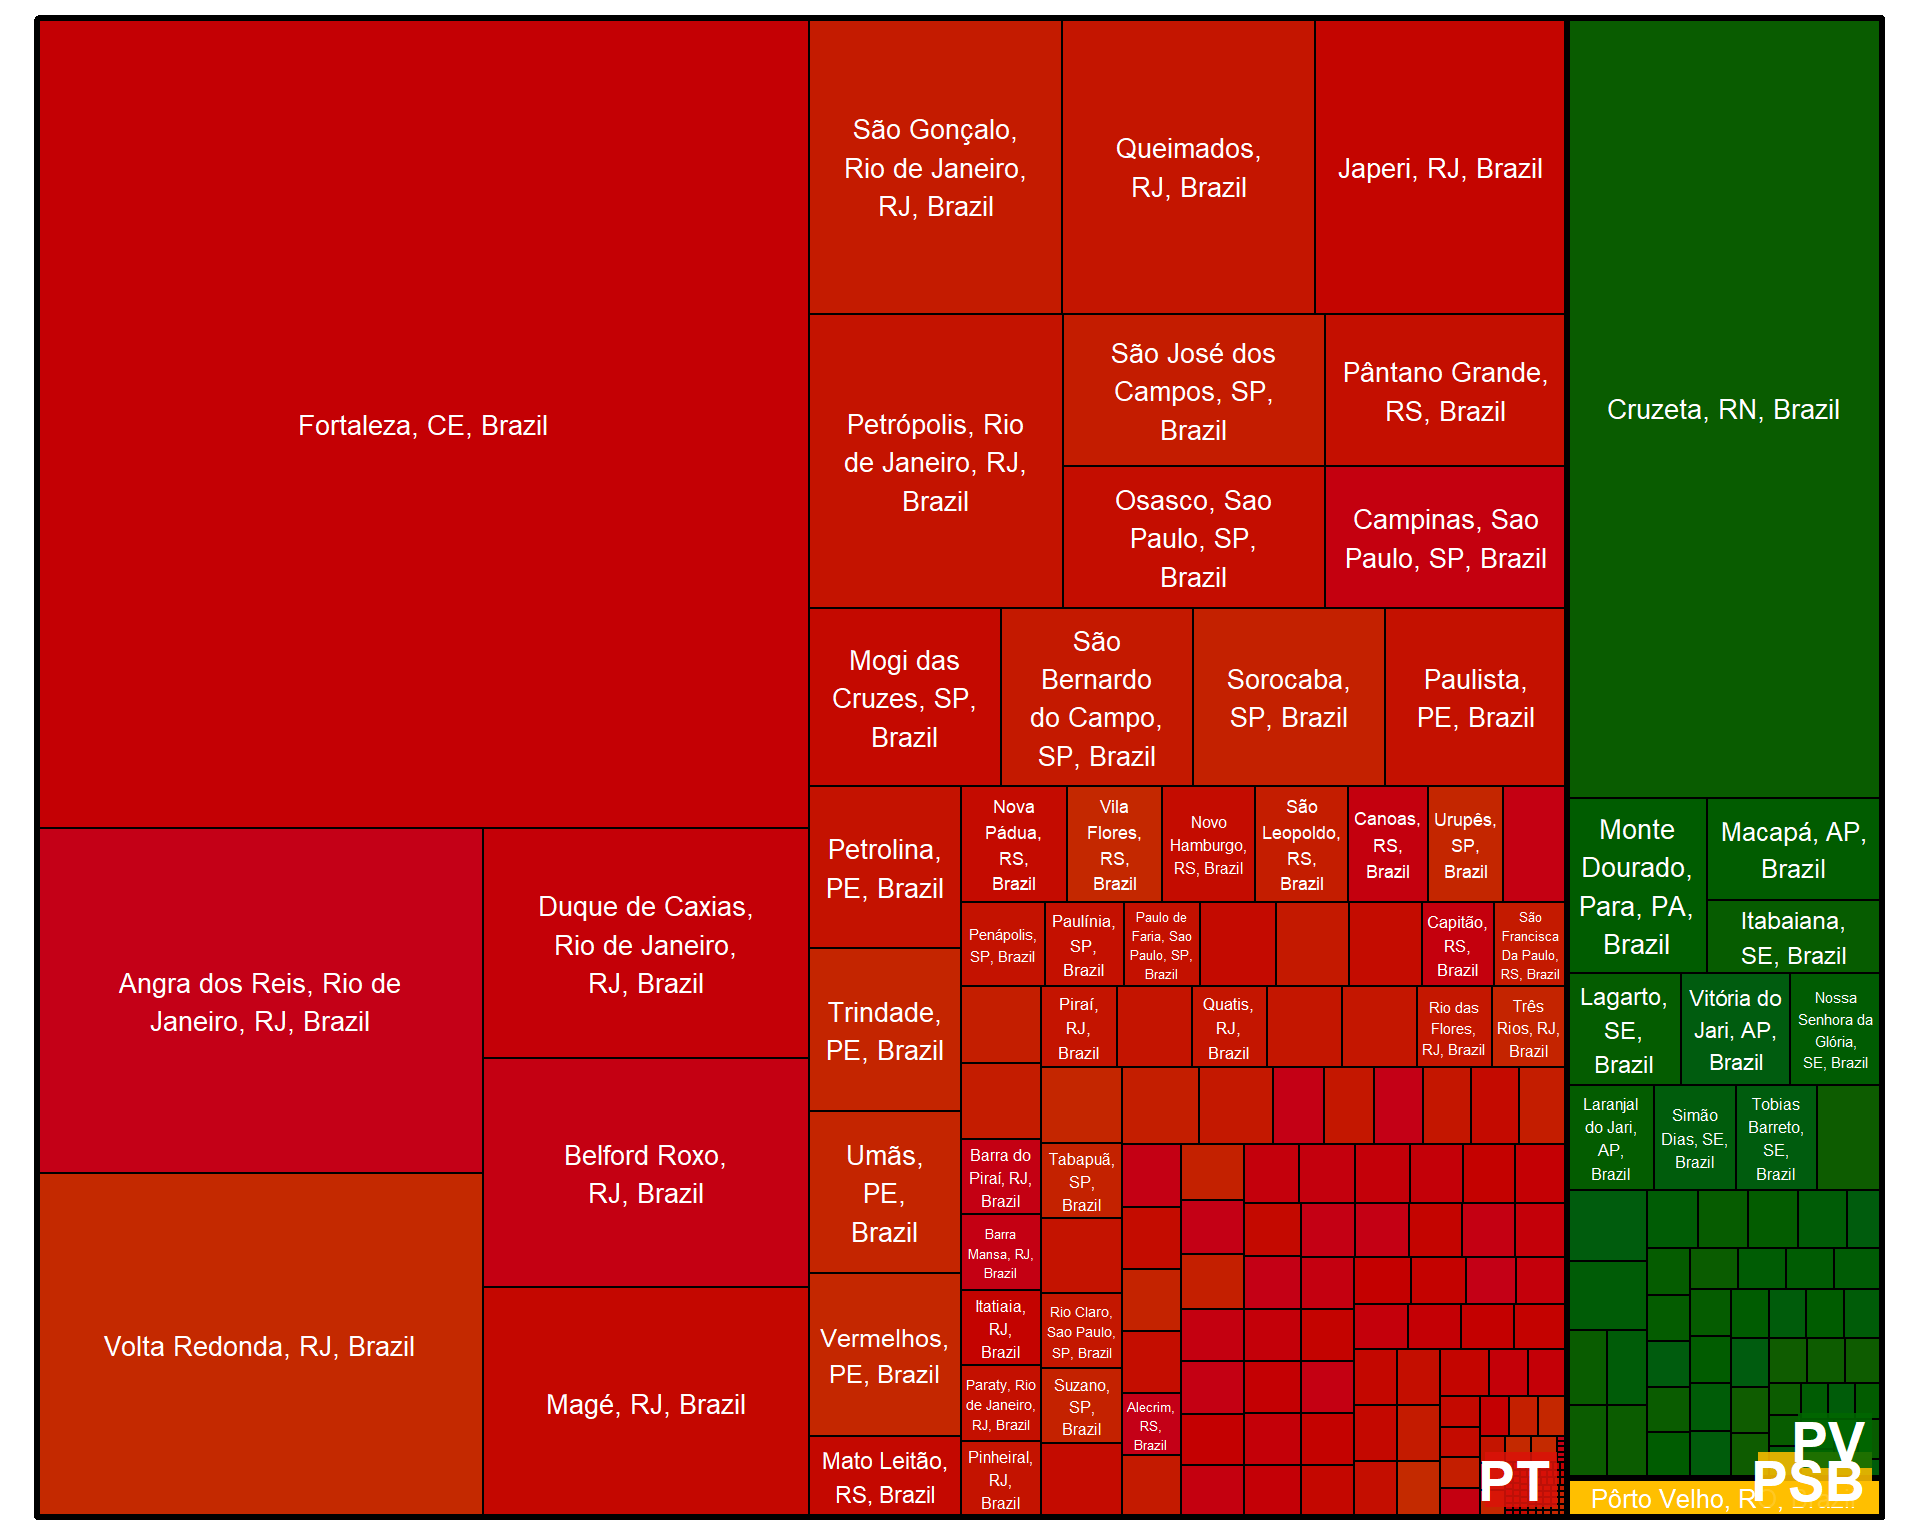 Fortaleza, CE, Brazil
Angra dos Reis, Rio de
Janeiro, RJ, Brazil
Volta Redonda, RJ, Brazil
Duque de Caxias,
Rio de Janeiro,
RJ, Brazil
Belford Roxo,
RJ, Brazil
Magé, RJ, Brazil
São Gonçalo,
Rio de Janeiro,
RJ, Brazil
Queimados,
RJ, Brazil
Japeri, RJ, Brazil
Petrópolis, Rio
de Janeiro, RJ,
Brazil
São José dos
Campos, SP,
Brazil
Pântano Grande,
RS, Brazil
Osasco, Sao
Paulo, SP,
Brazil
Campinas, Sao
Paulo, SP, Brazil
Mogi das
Cruzes, SP,
Brazil
São
Bernardo
do Campo,
SP, Brazil
Sorocaba,
SP, Brazil
Paulista,
PE, Brazil
Petrolina,
PE, Brazil
Trindade,
PE, Brazil
Umãs,
PE,
Brazil
Vermelhos,
PE, Brazil
Mato Leitão,
RS, Brazil
Nova
Pádua,
RS,
Brazil
Vila
Flores,
RS,
Brazil
Novo
Hamburgo,
RS, Brazil
São
Leopoldo,
RS,
Brazil
Canoas,
RS,
Brazil
Urupês,
SP,
Brazil
Penápolis,
SP, Brazil
Paulínia,
SP,
Brazil
Paulo de
Faria, Sao
Paulo, SP,
Brazil
Capitão,
RS,
Brazil
São
Francisca
Da Paulo,
RS, Brazil
Piraí,
RJ,
Brazil
Quatis,
RJ,
Brazil
Rio das
Flores,
RJ, Brazil
Três
Rios, RJ,
Brazil
Barra do
Piraí, RJ,
Brazil
Tabapuã,
SP,
Brazil
Barra
Mansa, RJ,
Brazil
Itatiaia,
RJ,
Brazil
Rio Claro,
Sao Paulo,
SP, Brazil
Paraty, Rio
de Janeiro,
RJ, Brazil
Suzano,
SP,
Brazil
Alecrim,
RS,
Brazil
Pinheiral,
RJ,
Brazil
PT
Cruzeta, RN, Brazil
Monte
Dourado,
Para, PA,
Brazil
Macapá, AP,
Brazil
Itabaiana,
SE, Brazil
Lagarto,
SE,
Brazil
Vitória do
Jari, AP,
Brazil
Nossa
Senhora da
Glória,
SE, Brazil
Laranjal
do Jari,
AP,
Brazil
Simão
Dias, SE,
Brazil
Tobias
Barreto,
SE,
Brazil
PV
PSB
Pôrto Velho, RO, Brazil